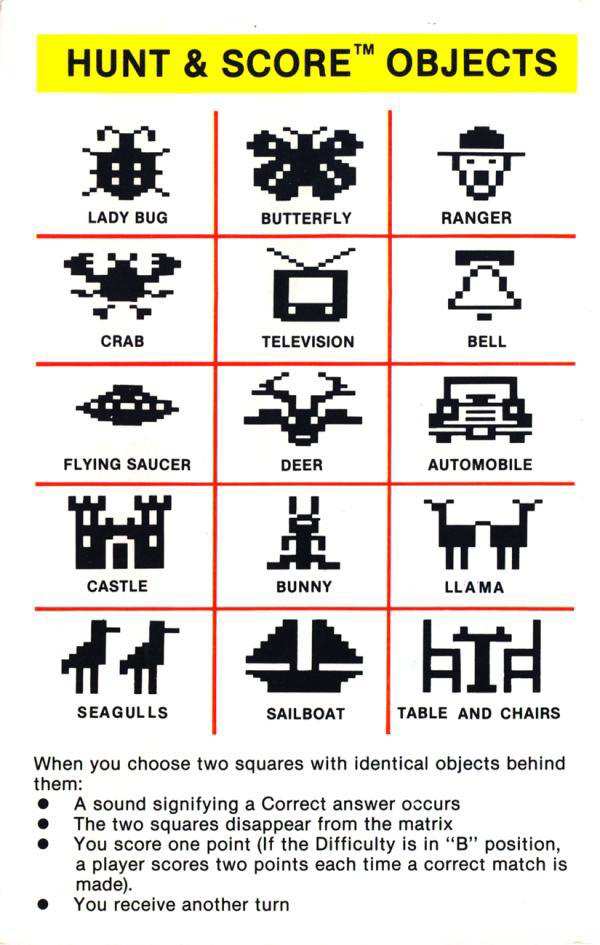 HUNT & SCORE™ OBJECTS
LADY BUG
BUTTERFLY
RANGER
CRAB
TELEVISION
BELL
FLYING SAUCER
DEER
AUTOMOBILE
CASTLE
BUNNY
LLAMA
SEAGULLS
SAILBOAT
TABLE AND CHAIRS
When you choose two squares with identical objects behind
them:
● A sound signifying a Correct answer occurs
● The two squares disappear from the matrix
● You score one point (If the Difficulty is in “B” position,
a player scores two points each time a correct match is
made).
● You receive another turn